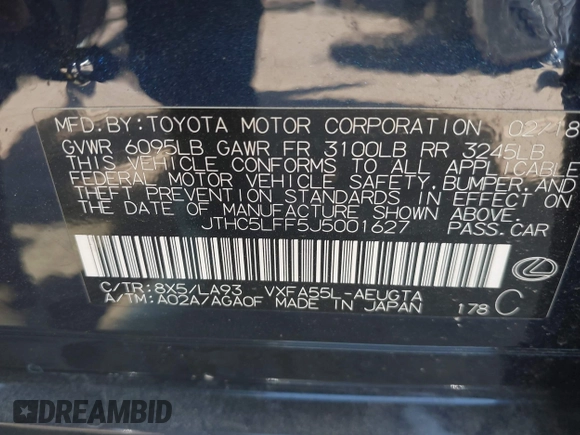 MFD. BY: TOYOTA MOTOR CORPORATION 02/18
GVWR 6095LB GAWR FR 3100LB RR 3245LB
THIS VEHICLE CONFORMS TO ALL APPLICABLE
FEDERAL MOTOR VEHICLE SAFETY, BUMPER, AND
THEFT PREVENTION STANDARDS IN EFFECT ON
THE DATE OF MANUFACTURE SHOWN ABOVE.
JTHC5LFF5J5001627 PASS. CAR
C/TR: 8X5/LA93 VXFA55L-AEUGTA
A/TM: A02A/AGA0F MADE IN JAPAN 178 C
DREAMBID